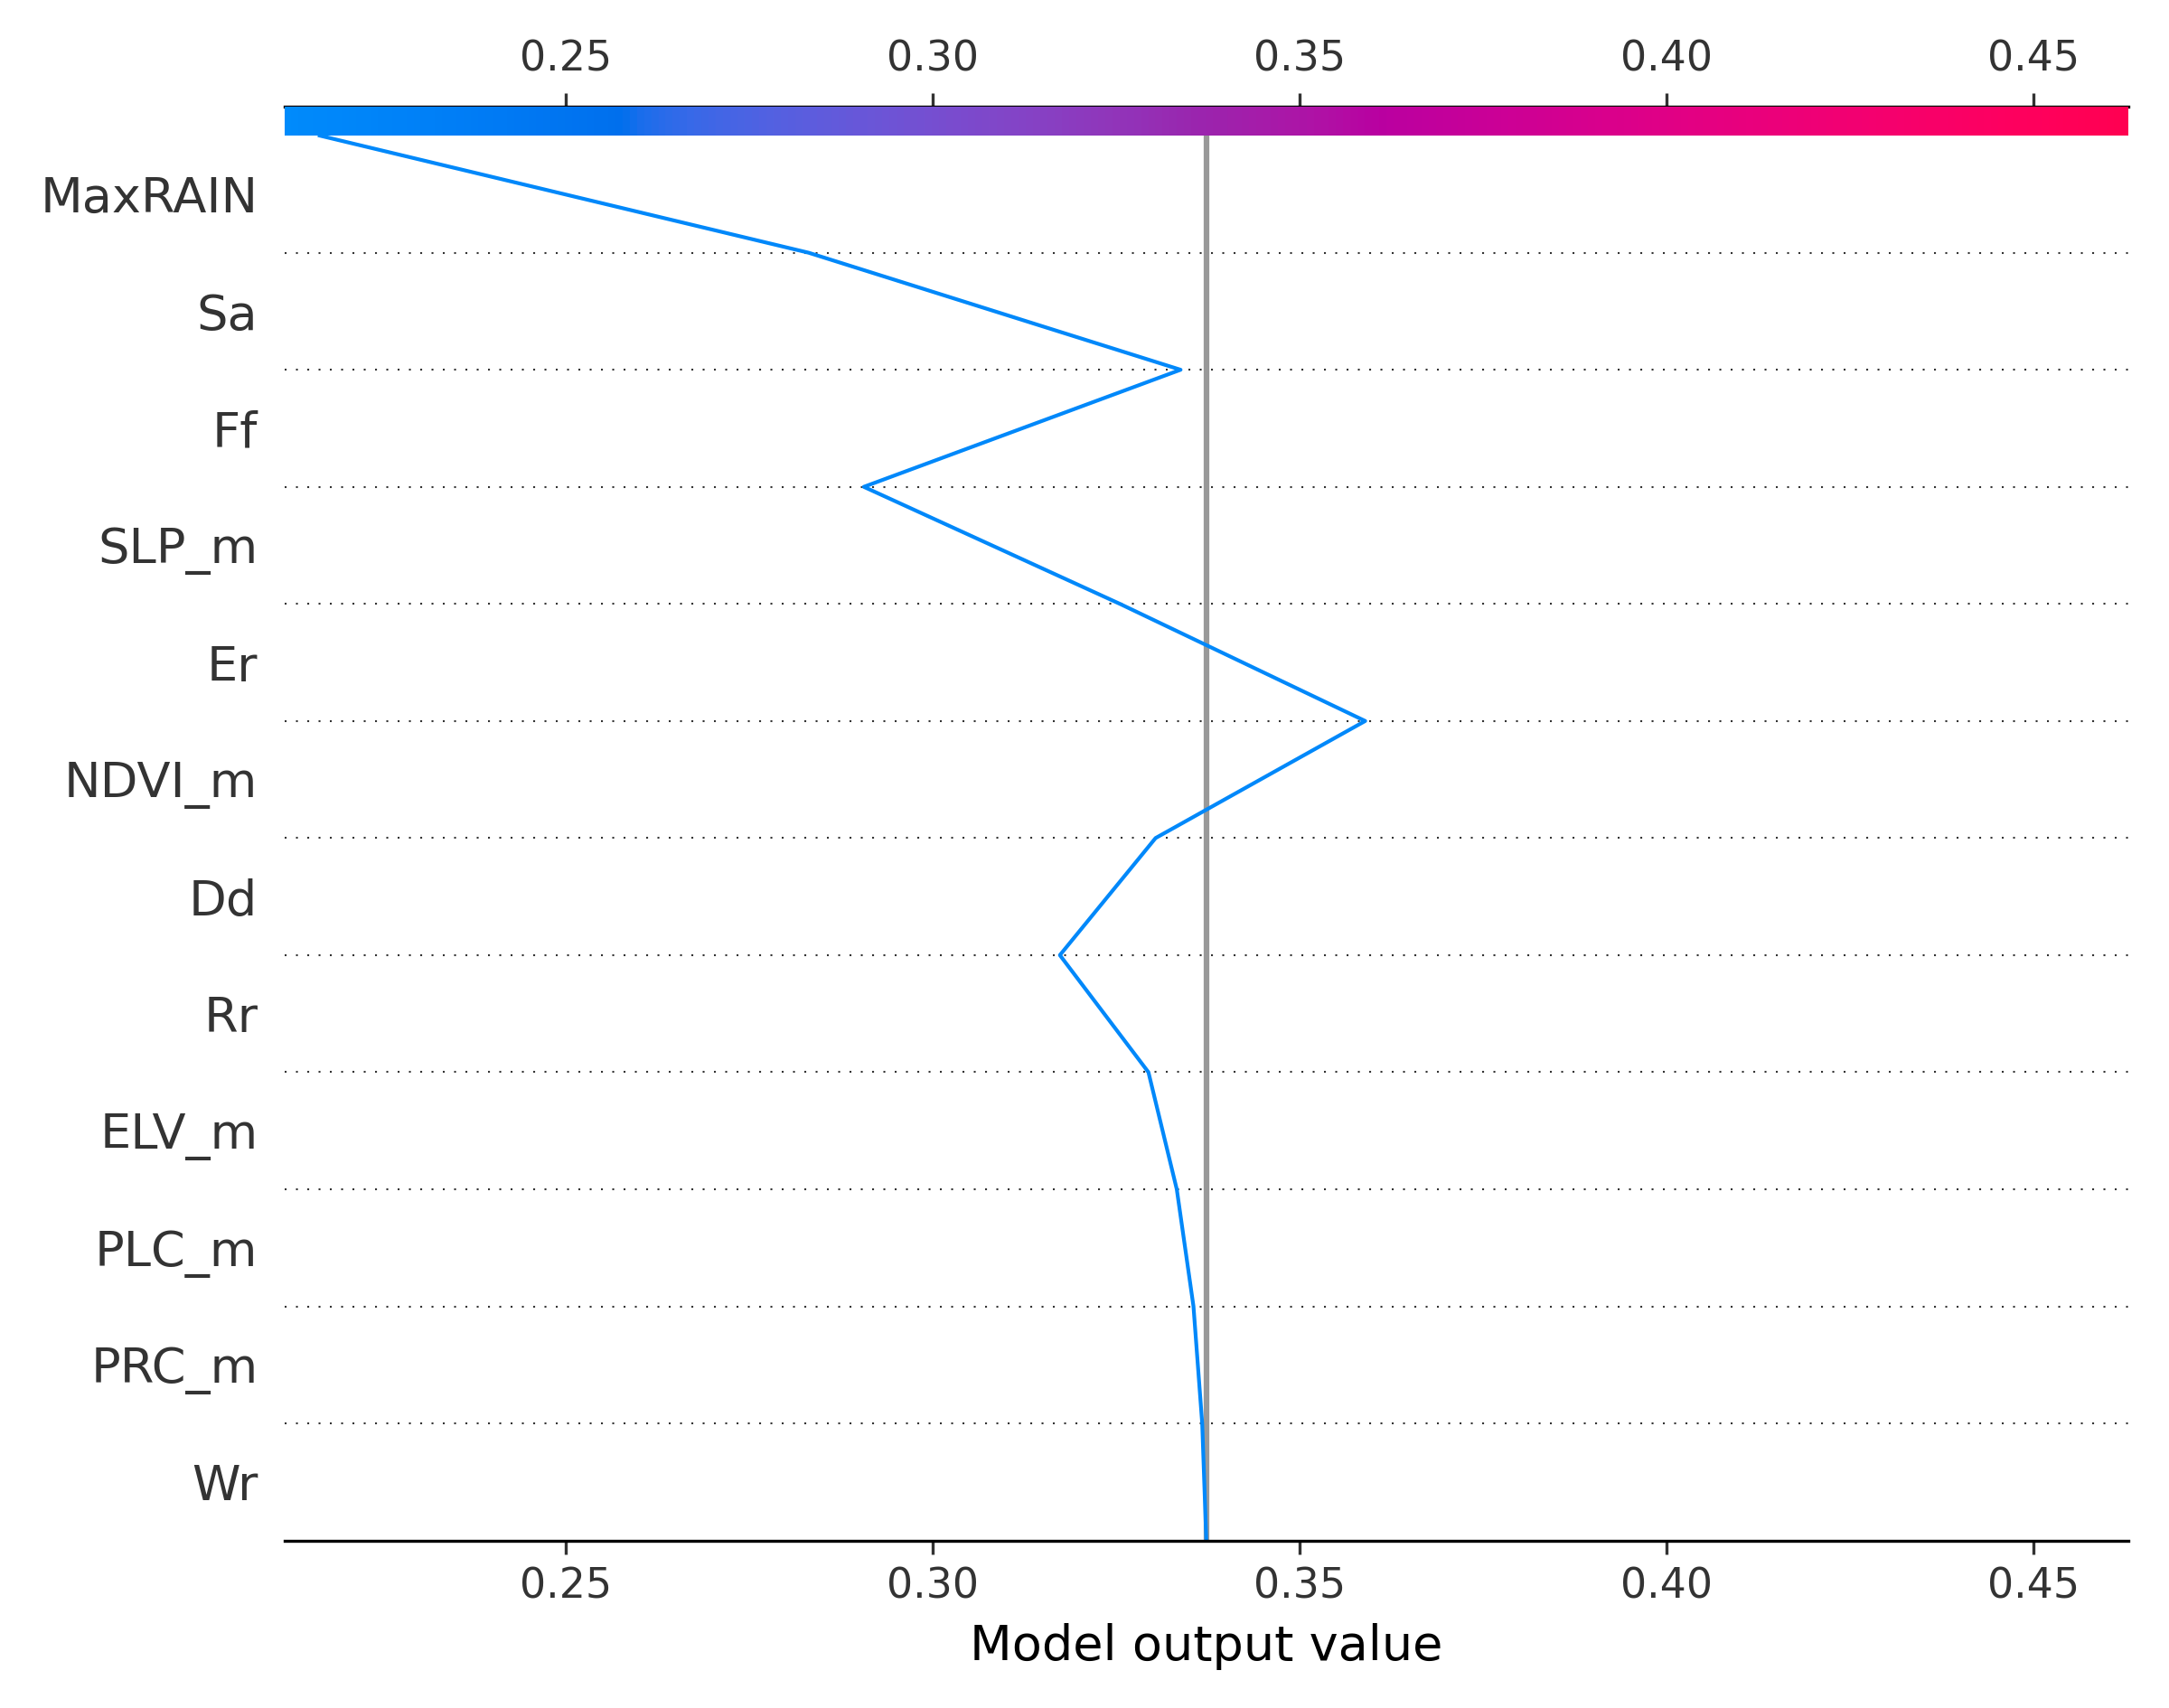 0.25 0.30 0.35 0.40 0.45
MaxRAIN
Sa
Ff
SLP_m
Er
NDVI_m
Dd
Rr
ELV_m
PLC_m
PRC_m
Wr
0.25 0.30 0.35 0.40 0.45
Model output value